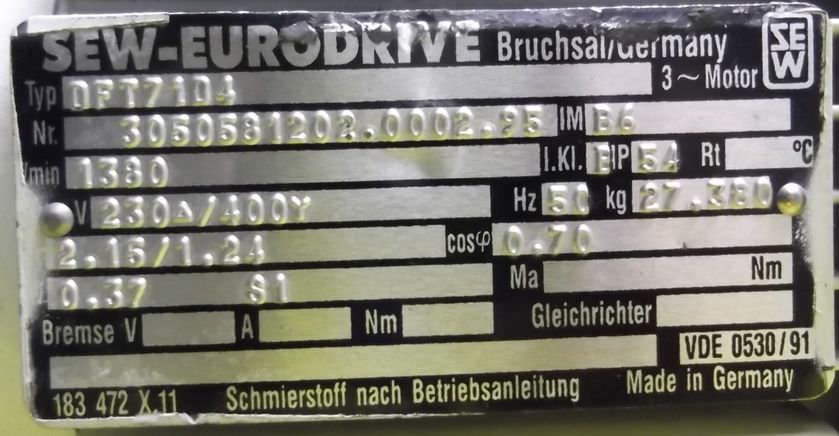 SEW-EURODRIVE Bruchsal/Germany SEW
Typ DFT71D4 3~Motor
Nr. 3050581202.0002.95 IM B6
/min 1380 I.Kl. E IP 54 Rt °C
V 230△/400Y Hz 50 kg 27.380
2.15/1.24 cosφ 0.70
0.37 S1 Ma Nm
Bremse V A Nm Gleichrichter
VDE 0530/91
183 472 X.11 Schmierstoff nach Betriebsanleitung Made in Germany